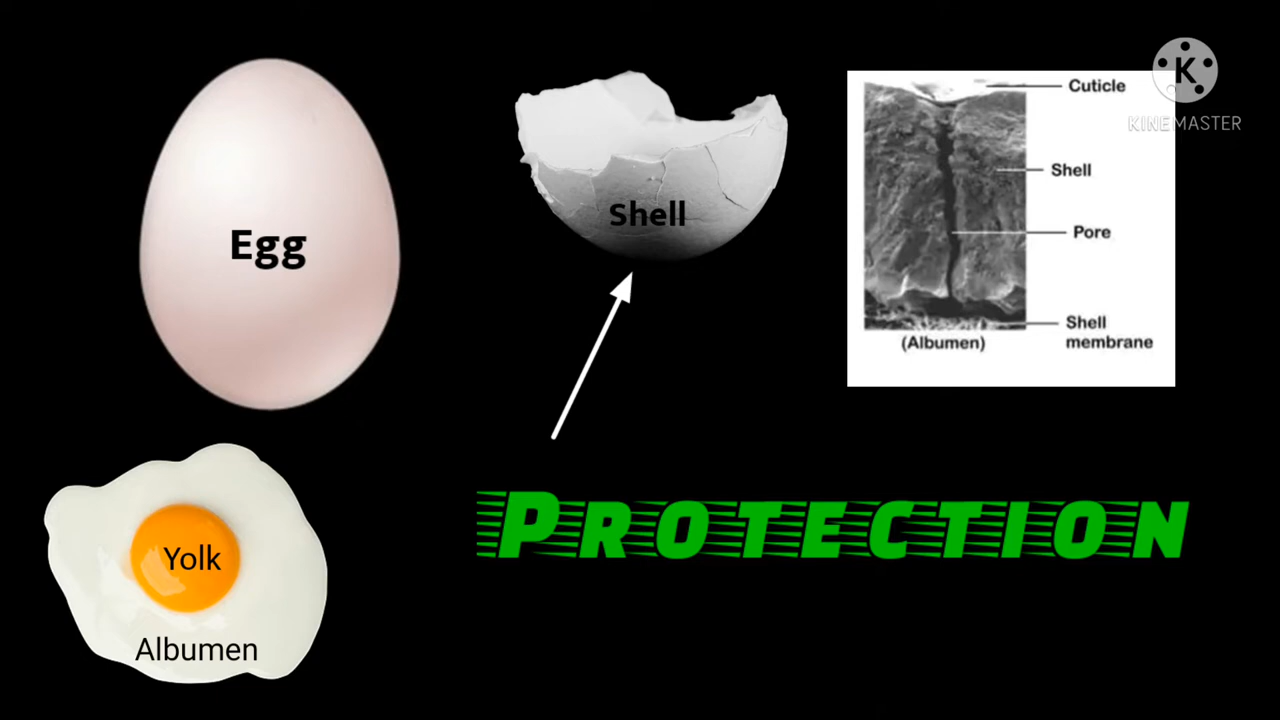 Egg
Shell
Cuticle
K
KINEMASTER
Shell
Pore
Shell
membrane
(Albumen)
PROTECTION
Yolk
Albumen